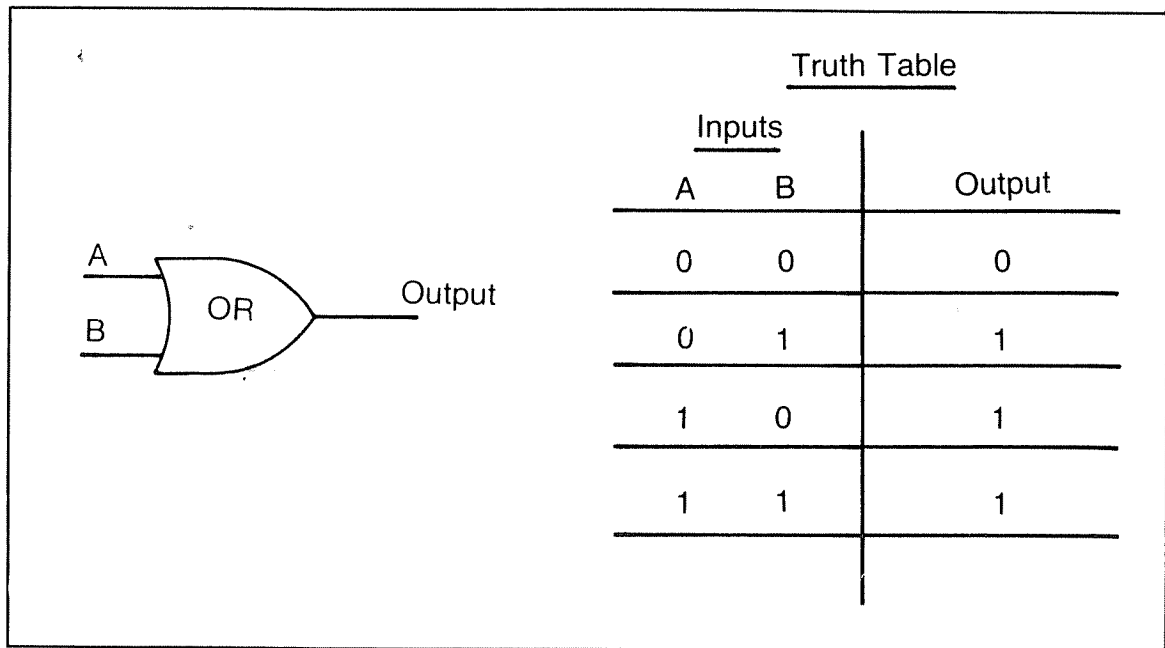 A
B
OR
Output
Truth Table
Inputs
A B Output
0 0 0
0 1 1
1 0 1
1 1 1